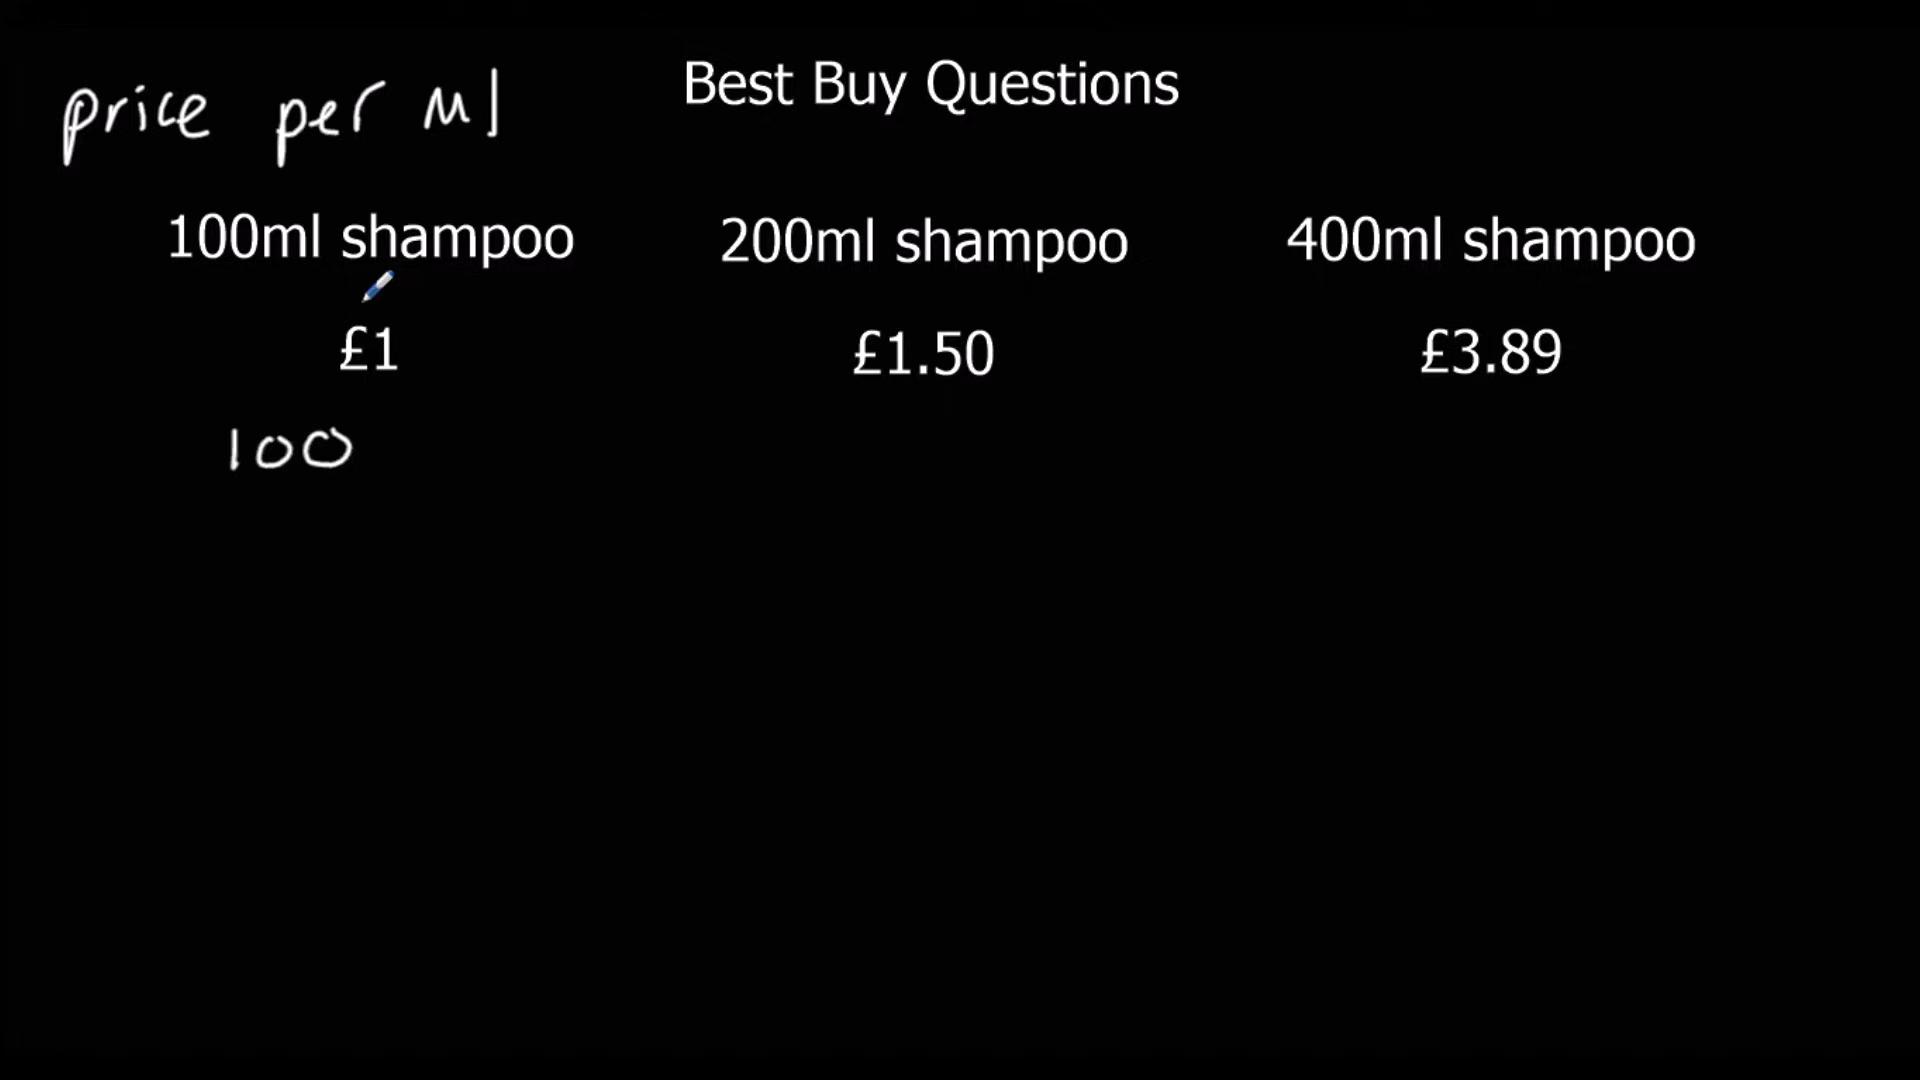 price per ml
Best Buy Questions
100ml shampoo
200ml shampoo
400ml shampoo
£1
£1.50
£3.89
100